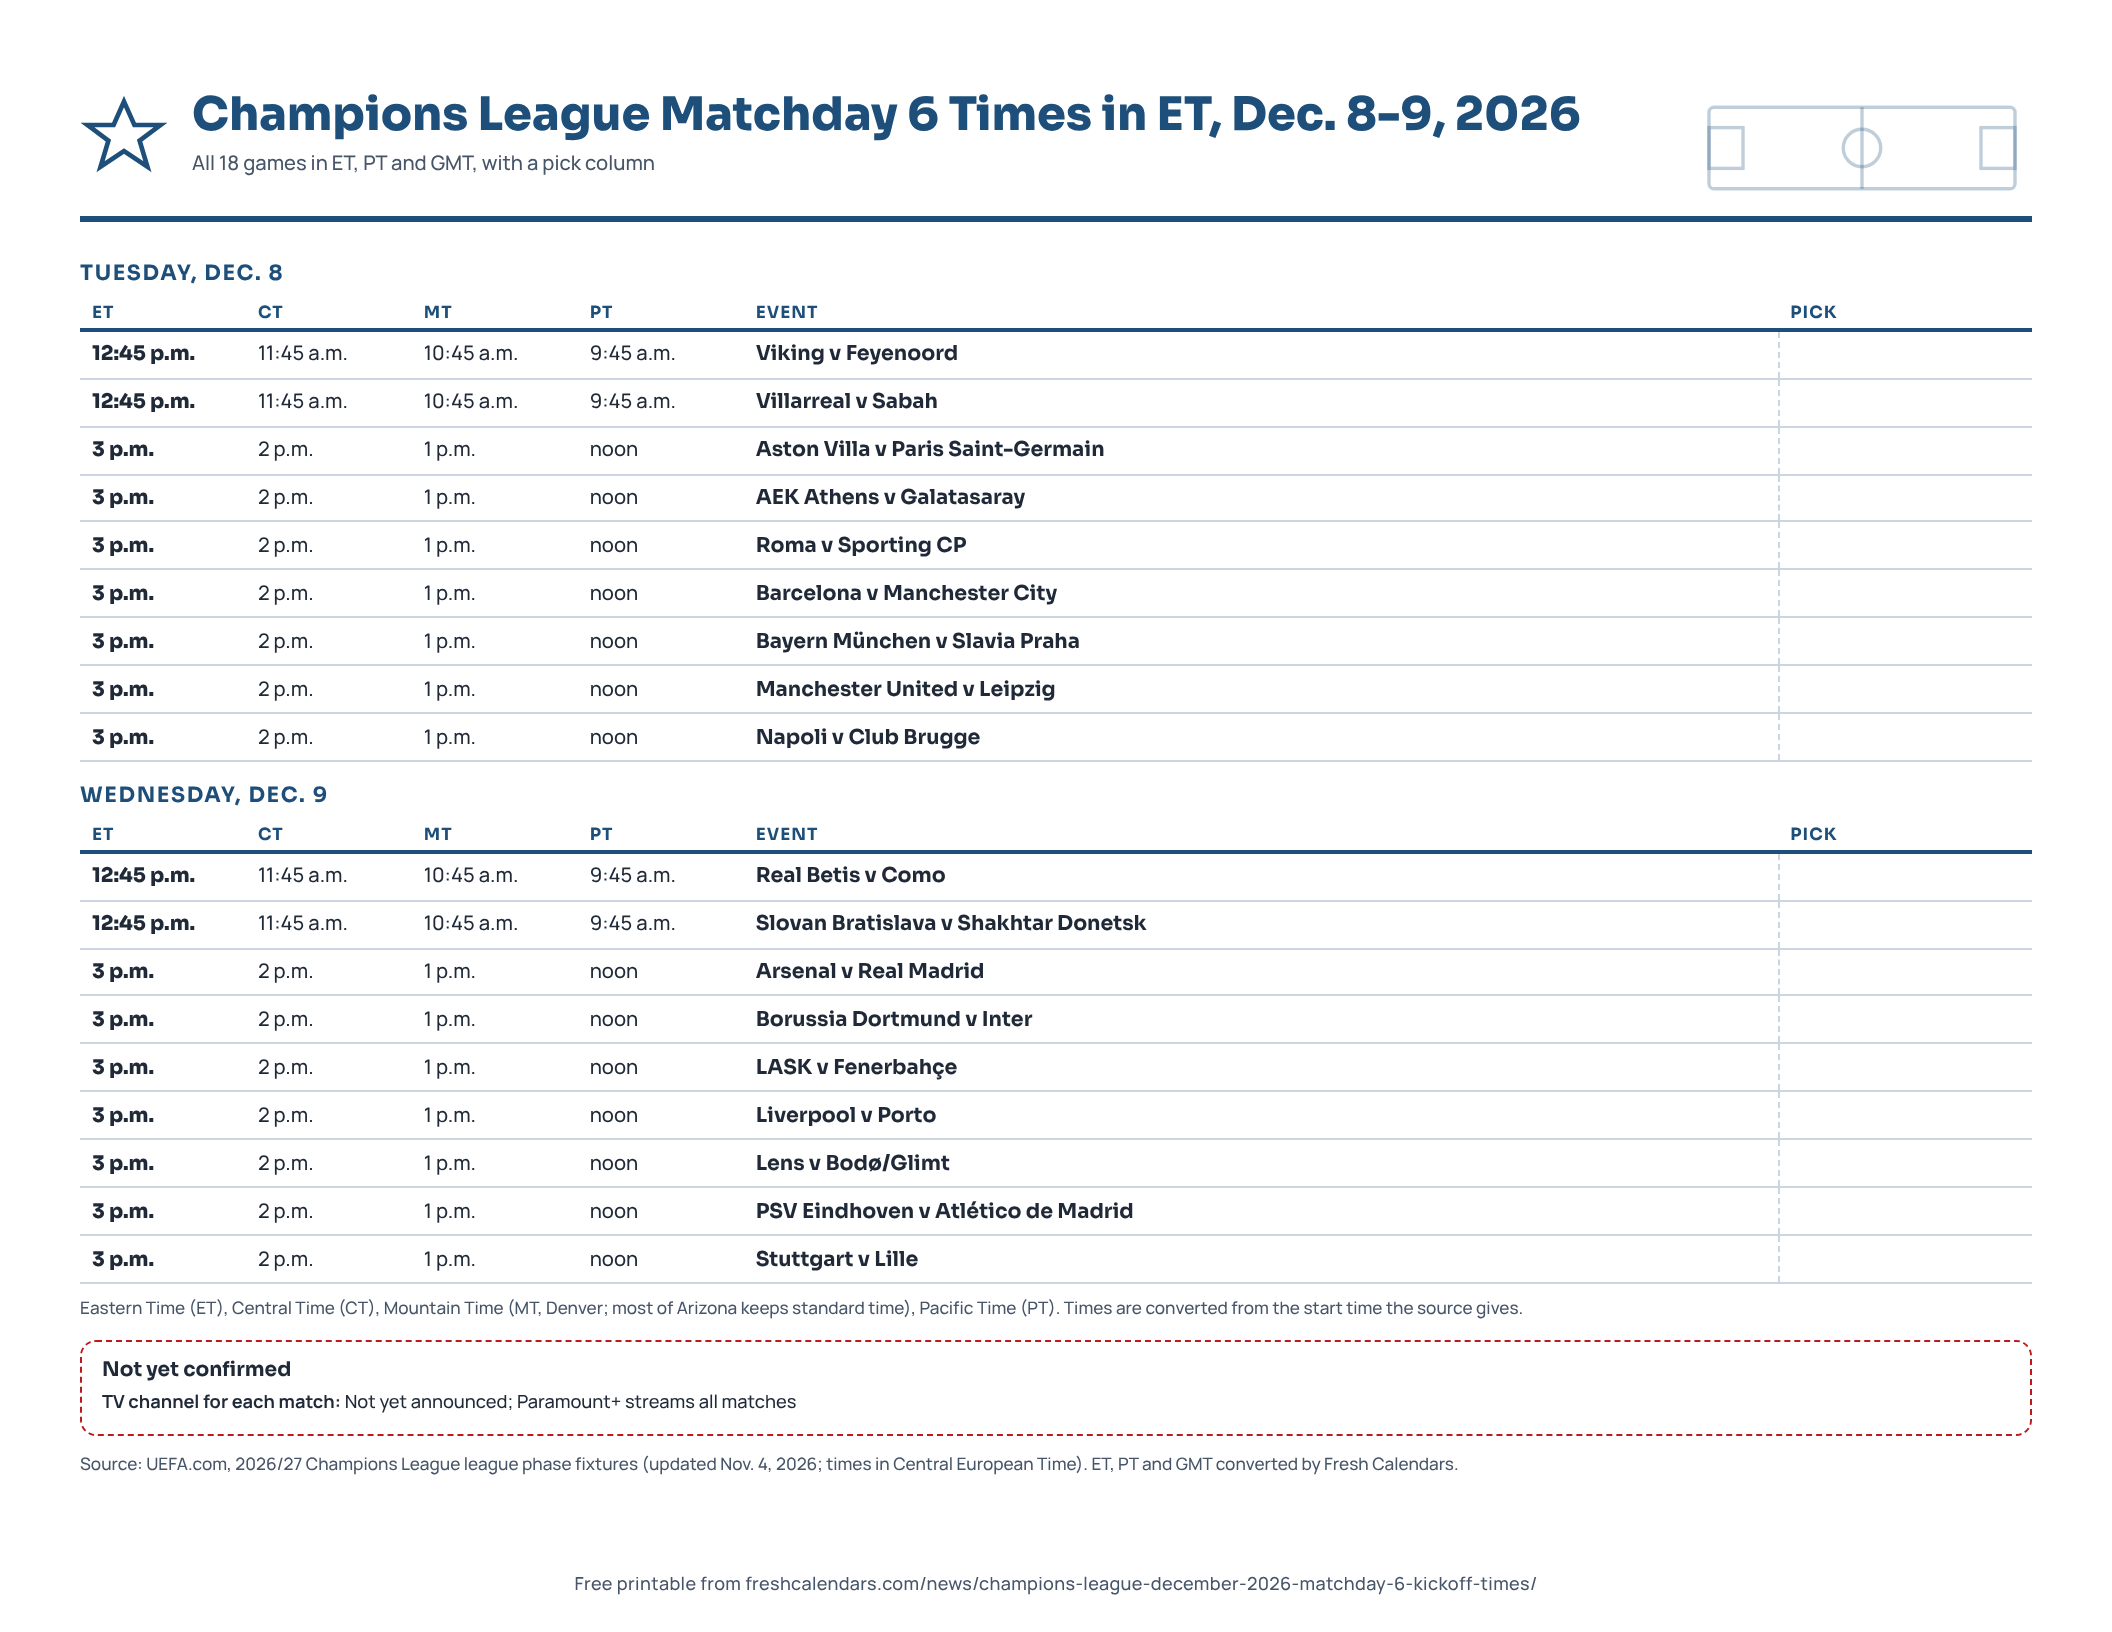 Champions League Matchday 6 Times in ET, Dec. 8–9, 2026
All 18 games in ET, PT and GMT, with a pick column
TUESDAY, DEC. 8
ET CT MT PT EVENT PICK
12:45 p.m. 11:45 a.m. 10:45 a.m. 9:45 a.m. Viking v Feyenoord
12:45 p.m. 11:45 a.m. 10:45 a.m. 9:45 a.m. Villarreal v Sabah
3 p.m. 2 p.m. 1 p.m. noon Aston Villa v Paris Saint-Germain
3 p.m. 2 p.m. 1 p.m. noon AEK Athens v Galatasaray
3 p.m. 2 p.m. 1 p.m. noon Roma v Sporting CP
3 p.m. 2 p.m. 1 p.m. noon Barcelona v Manchester City
3 p.m. 2 p.m. 1 p.m. noon Bayern München v Slavia Praha
3 p.m. 2 p.m. 1 p.m. noon Manchester United v Leipzig
3 p.m. 2 p.m. 1 p.m. noon Napoli v Club Brugge
WEDNESDAY, DEC. 9
ET CT MT PT EVENT PICK
12:45 p.m. 11:45 a.m. 10:45 a.m. 9:45 a.m. Real Betis v Como
12:45 p.m. 11:45 a.m. 10:45 a.m. 9:45 a.m. Slovan Bratislava v Shakhtar Donetsk
3 p.m. 2 p.m. 1 p.m. noon Arsenal v Real Madrid
3 p.m. 2 p.m. 1 p.m. noon Borussia Dortmund v Inter
3 p.m. 2 p.m. 1 p.m. noon LASK v Fenerbahçe
3 p.m. 2 p.m. 1 p.m. noon Liverpool v Porto
3 p.m. 2 p.m. 1 p.m. noon Lens v Bodø/Glimt
3 p.m. 2 p.m. 1 p.m. noon PSV Eindhoven v Atlético de Madrid
3 p.m. 2 p.m. 1 p.m. noon Stuttgart v Lille
Eastern Time (ET), Central Time (CT), Mountain Time (MT, Denver; most of Arizona keeps standard time), Pacific Time (PT). Times are converted from the start time the source gives.
Not yet confirmed
TV channel for each match: Not yet announced; Paramount+ streams all matches
Source: UEFA.com, 2026/27 Champions League league phase fixtures (updated Nov. 4, 2026; times in Central European Time). ET, PT and GMT converted by Fresh Calendars.
Free printable from freshcalendars.com/news/champions-league-december-2026-matchday-6-kickoff-times/